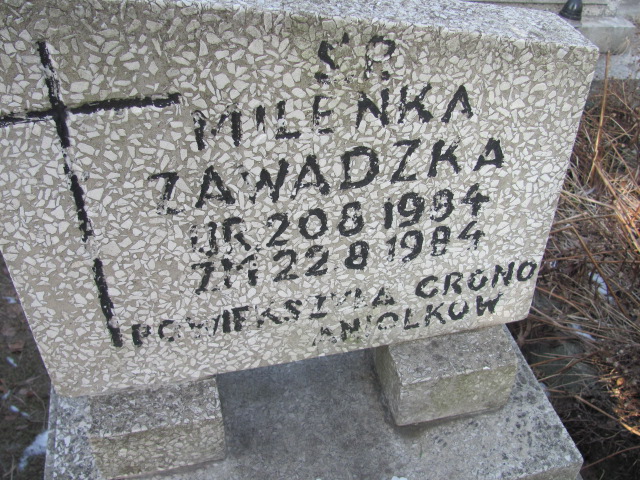 Ś.P.
MILENKA
ZAWADZKA
UR. 20 8 1984
ZM 22 8 1984
POWIĘKSZYŁA GRONO
ANIOŁKÓW